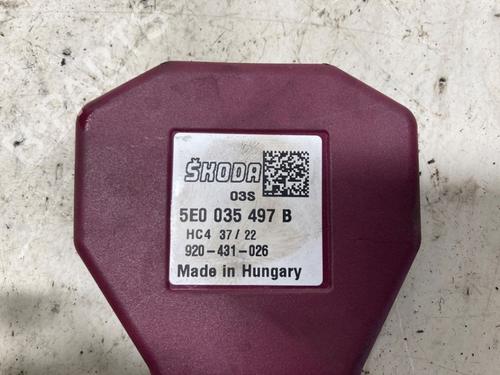 ŠKODA
03S
5E0 035 497 B
HC4 37/22
920-431-026
Made in Hungary